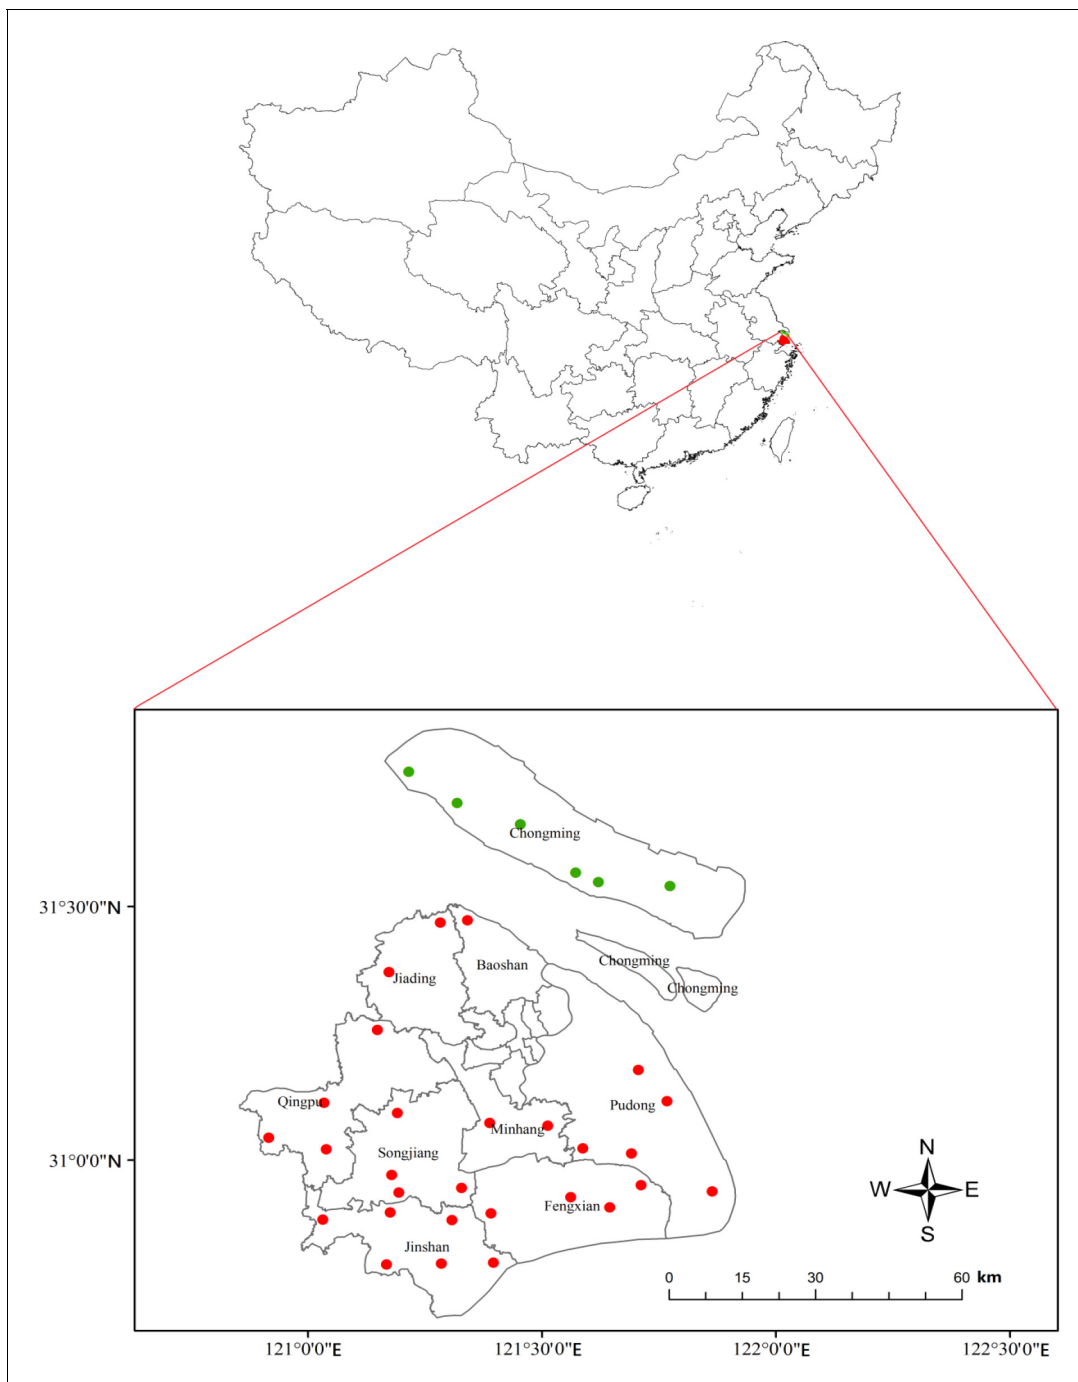 Chongming
31°30'0"N
Chongming
Baoshan
Jiading
Chongming
Qingpu
Pudong
Minhang
Songjiang
31°0'0"N
N
W
E
S
Fengxian
Jinshan
0 15 30 60 km
121°0'0"E 121°30'0"E 122°0'0"E 122°30'0"E